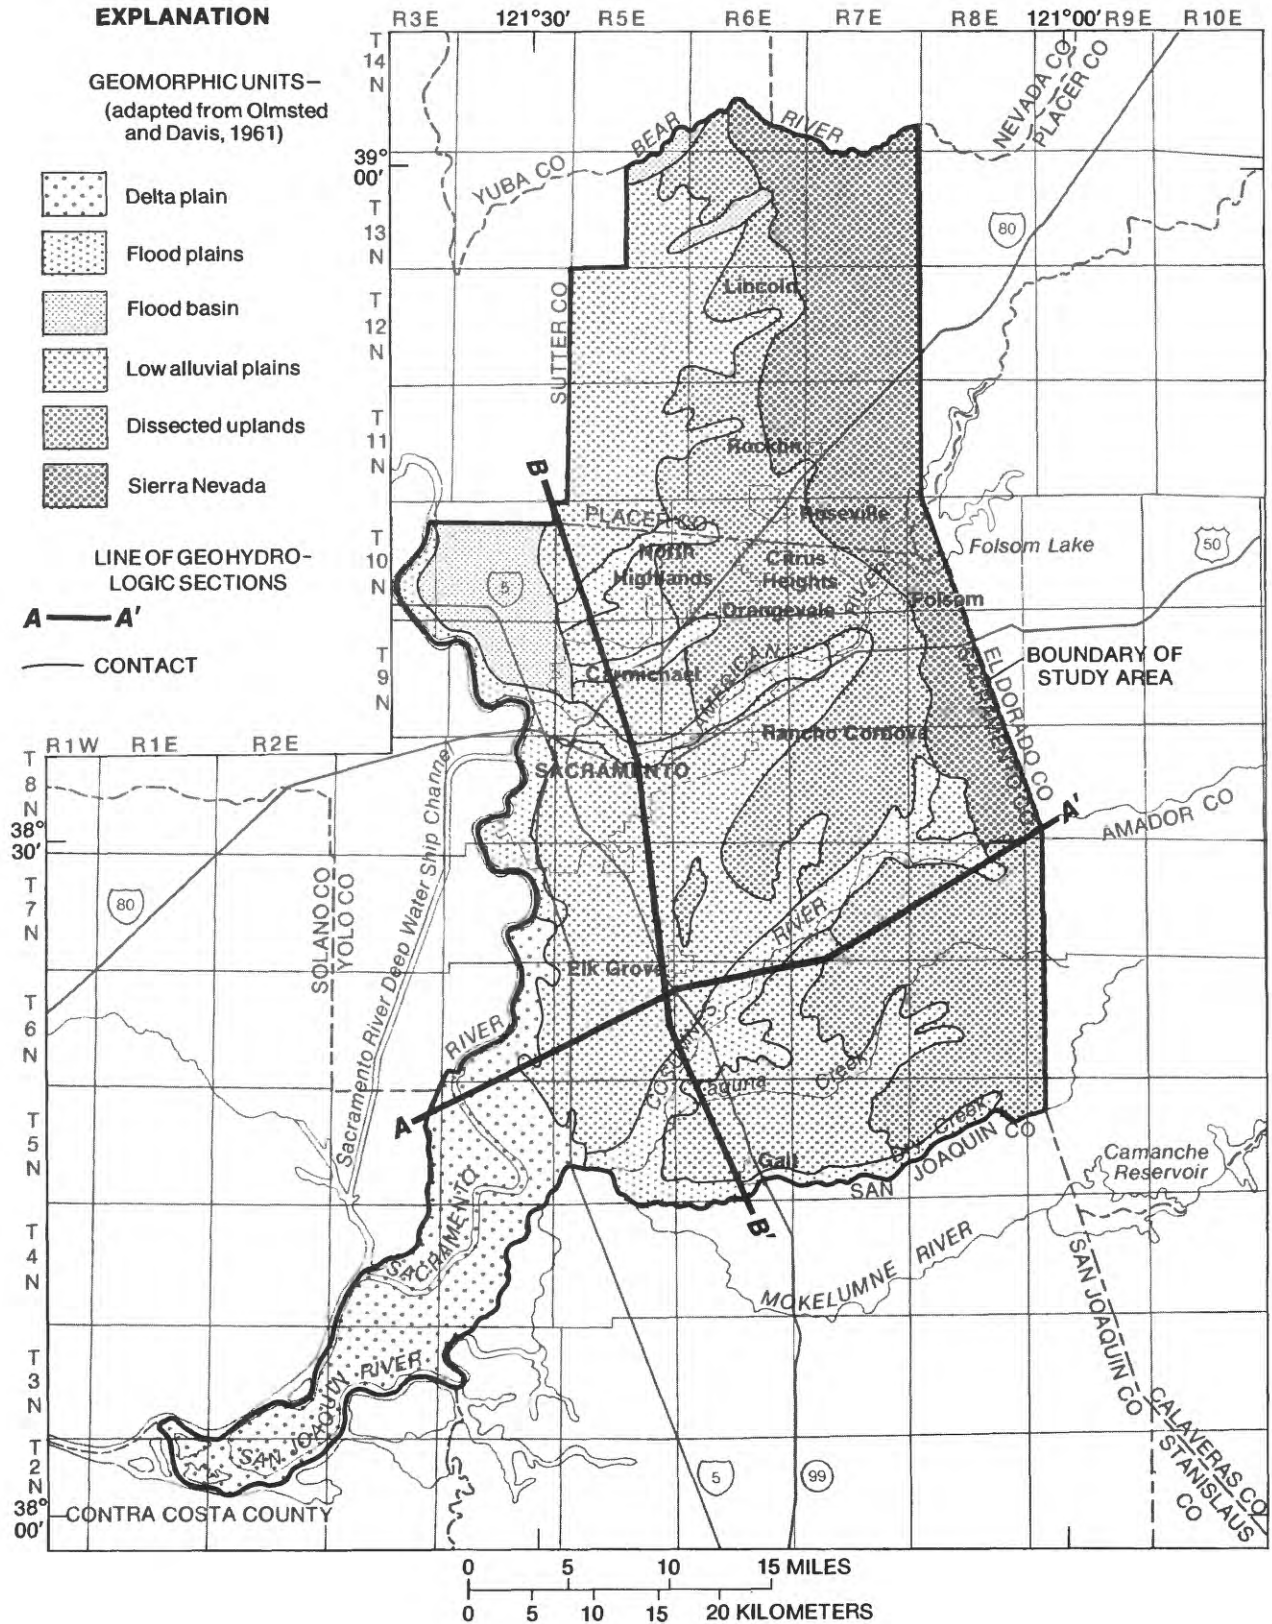 EXPLANATION
GEOMORPHIC UNITS—
(adapted from Olmsted
and Davis, 1961)
Delta plain
Flood plains
Flood basin
Low alluvial plains
Dissected uplands
Sierra Nevada
LINE OF GEOHYDRO-
LOGIC SECTIONS
A A'
CONTACT
R3E 121°30' R5E R6E R7E R8E 121°00' R9E R10E
T
14
N
39°
00'
T
13
N
T
12
N
T
11
N
T
10
N
T
9
N
R1W R1E R2E
T
8
N
38°
30'
T
7
N
T
6
N
T
5
N
T
4
N
T
3
N
T
2
N
38°
00'
NEVADA CO
PLACER CO
BEAR RIVER
YUBA CO
80
SUTTER CO
Lincoln
Rocklin
B
PLACER CO
Roseville
North
Highlands
Citrus
Heights
Folsom Lake
50
5
Orangevale
Folsom
AMERICAN RIVER
Carmichael
EL DORADO CO
SACRAMENTO CO
BOUNDARY OF
STUDY AREA
Rancho Cordova
SACRAMENTO
A'
AMADOR CO
80
SOLANO CO
YOLO CO
Sacramento River Deep Water Ship Channel
RIVER
Elk Grove
COSUMNES RIVER
Laguna Creek
A
SACRAMENTO
Galt
Dry Creek
SAN JOAQUIN CO
Camanche
Reservoir
B'
MOKELUMNE RIVER
SAN JOAQUIN CO
SAN JOAQUIN RIVER
CALAVERAS CO
STANISLAUS
CO
5
99
CONTRA COSTA COUNTY
0 5 10 15 MILES
0 5 10 15 20 KILOMETERS